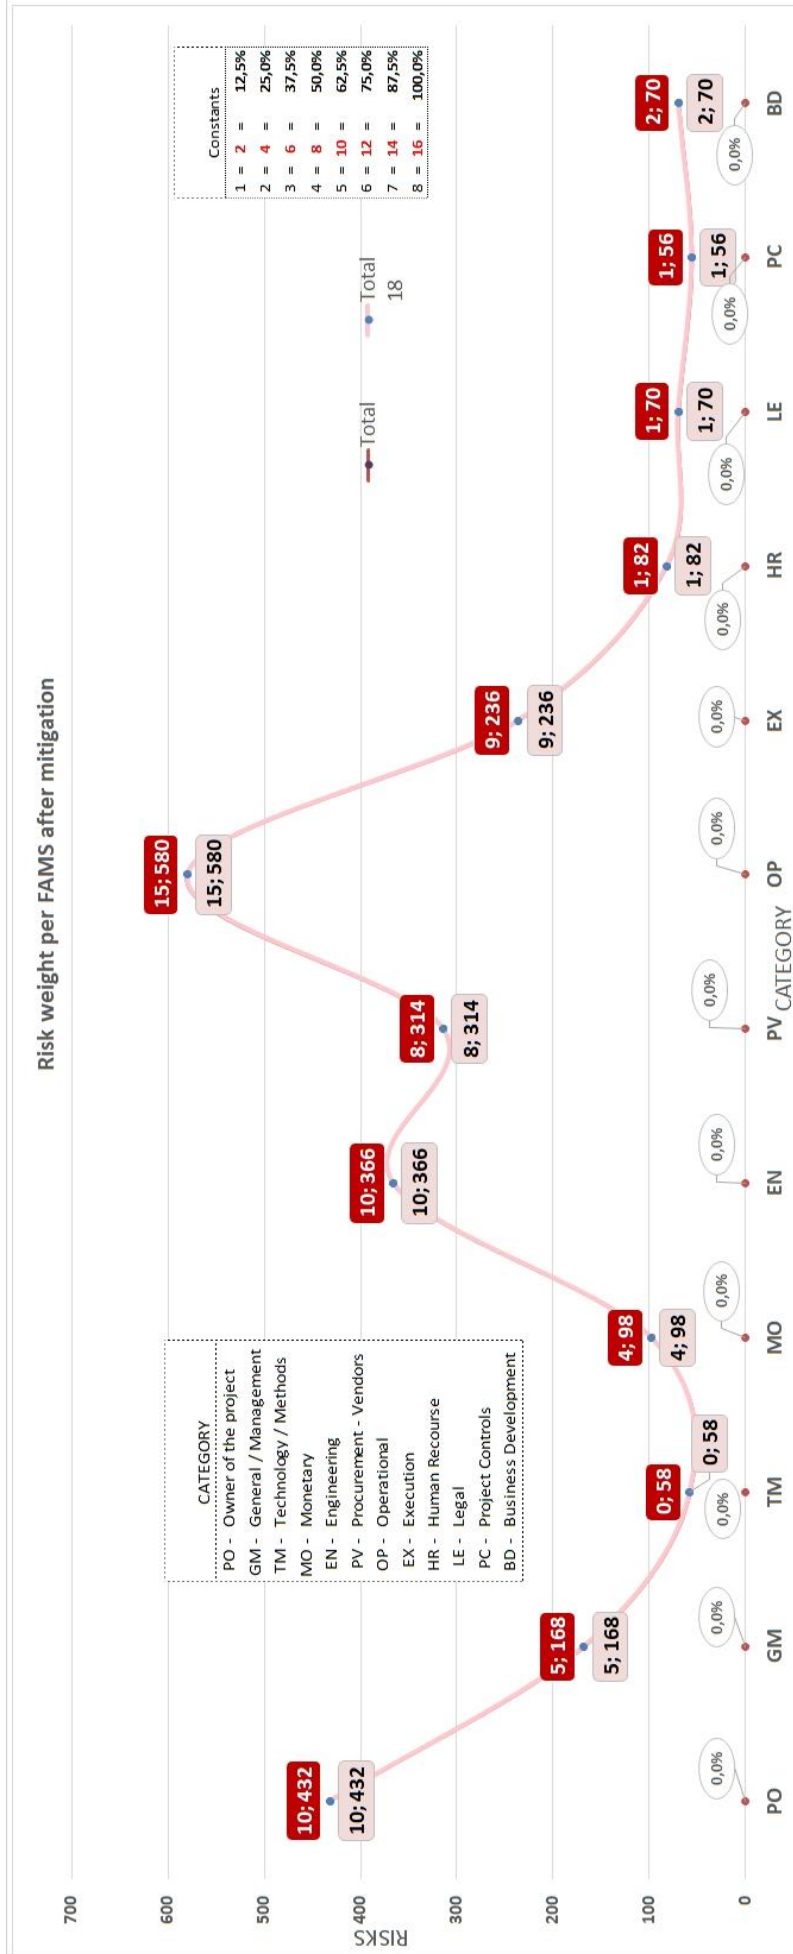 Risk weight per FAMS after mitigation
RISKS
700
600
500
400
300
200
100
0
CATEGORY
PO - Owner of the project
GM - General / Management
TM - Technology / Methods
MO - Monetary
EN - Engineering
PV - Procurement - Vendors
OP - Operational
EX - Execution
HR - Human Recourse
LE - Legal
PC - Project Controls
BD - Business Development
Total
Total
18
Constants
1 = 2 = 12,5%
2 = 4 = 25,0%
3 = 6 = 37,5%
4 = 8 = 50,0%
5 = 10 = 62,5%
6 = 12 = 75,0%
7 = 14 = 87,5%
8 = 16 = 100,0%
10; 432
10; 432
5; 168
5; 168
0; 58
0; 58
4; 98
4; 98
10; 366
10; 366
8; 314
8; 314
15; 580
15; 580
9; 236
9; 236
1; 82
1; 82
1; 70
1; 70
1; 56
1; 56
2; 70
2; 70
0,0%
0,0%
0,0%
0,0%
0,0%
0,0%
0,0%
0,0%
0,0%
0,0%
0,0%
0,0%
PO
GM
TM
MO
EN
PV
OP
EX
HR
LE
PC
BD
CATEGORY